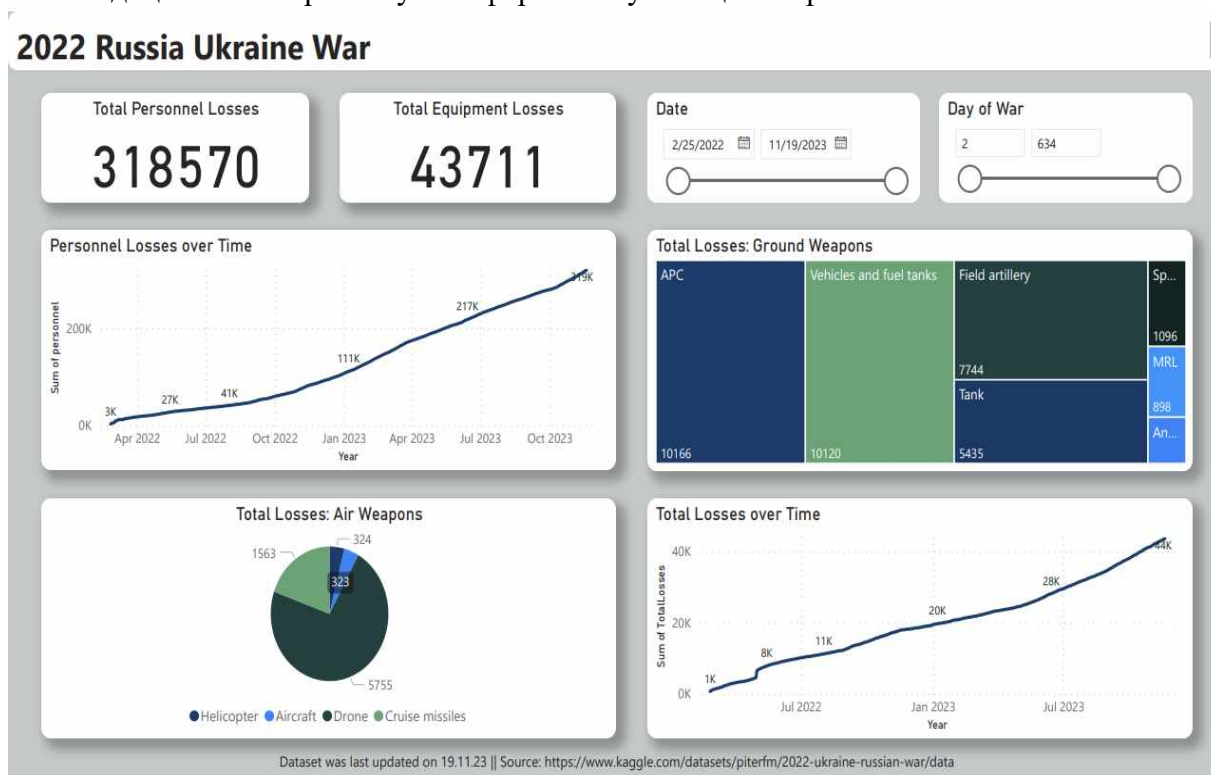 2022 Russia Ukraine War
Total Personnel Losses
318570
Total Equipment Losses
43711
Date
2/25/2022 11/19/2023
Day of War
2 634
Personnel Losses over Time
Sum of personnel
200K
0K
3K
27K
41K
111K
217K
319K
Apr 2022 Jul 2022 Oct 2022 Jan 2023 Apr 2023 Jul 2023 Oct 2023
Year
Total Losses: Ground Weapons
APC
10166
Vehicles and fuel tanks
10120
Field artillery
7744
Tank
5435
Sp...
1096
MRL
898
An...
Total Losses: Air Weapons
324
1563
323
5755
Helicopter Aircraft Drone Cruise missiles
Total Losses over Time
Sum of TotalLosses
40K
20K
0K
1K
8K
11K
20K
28K
44K
Jul 2022 Jan 2023 Jul 2023
Year
Dataset was last updated on 19.11.23 || Source: https://www.kaggle.com/datasets/piterfm/2022-ukraine-russian-war/data